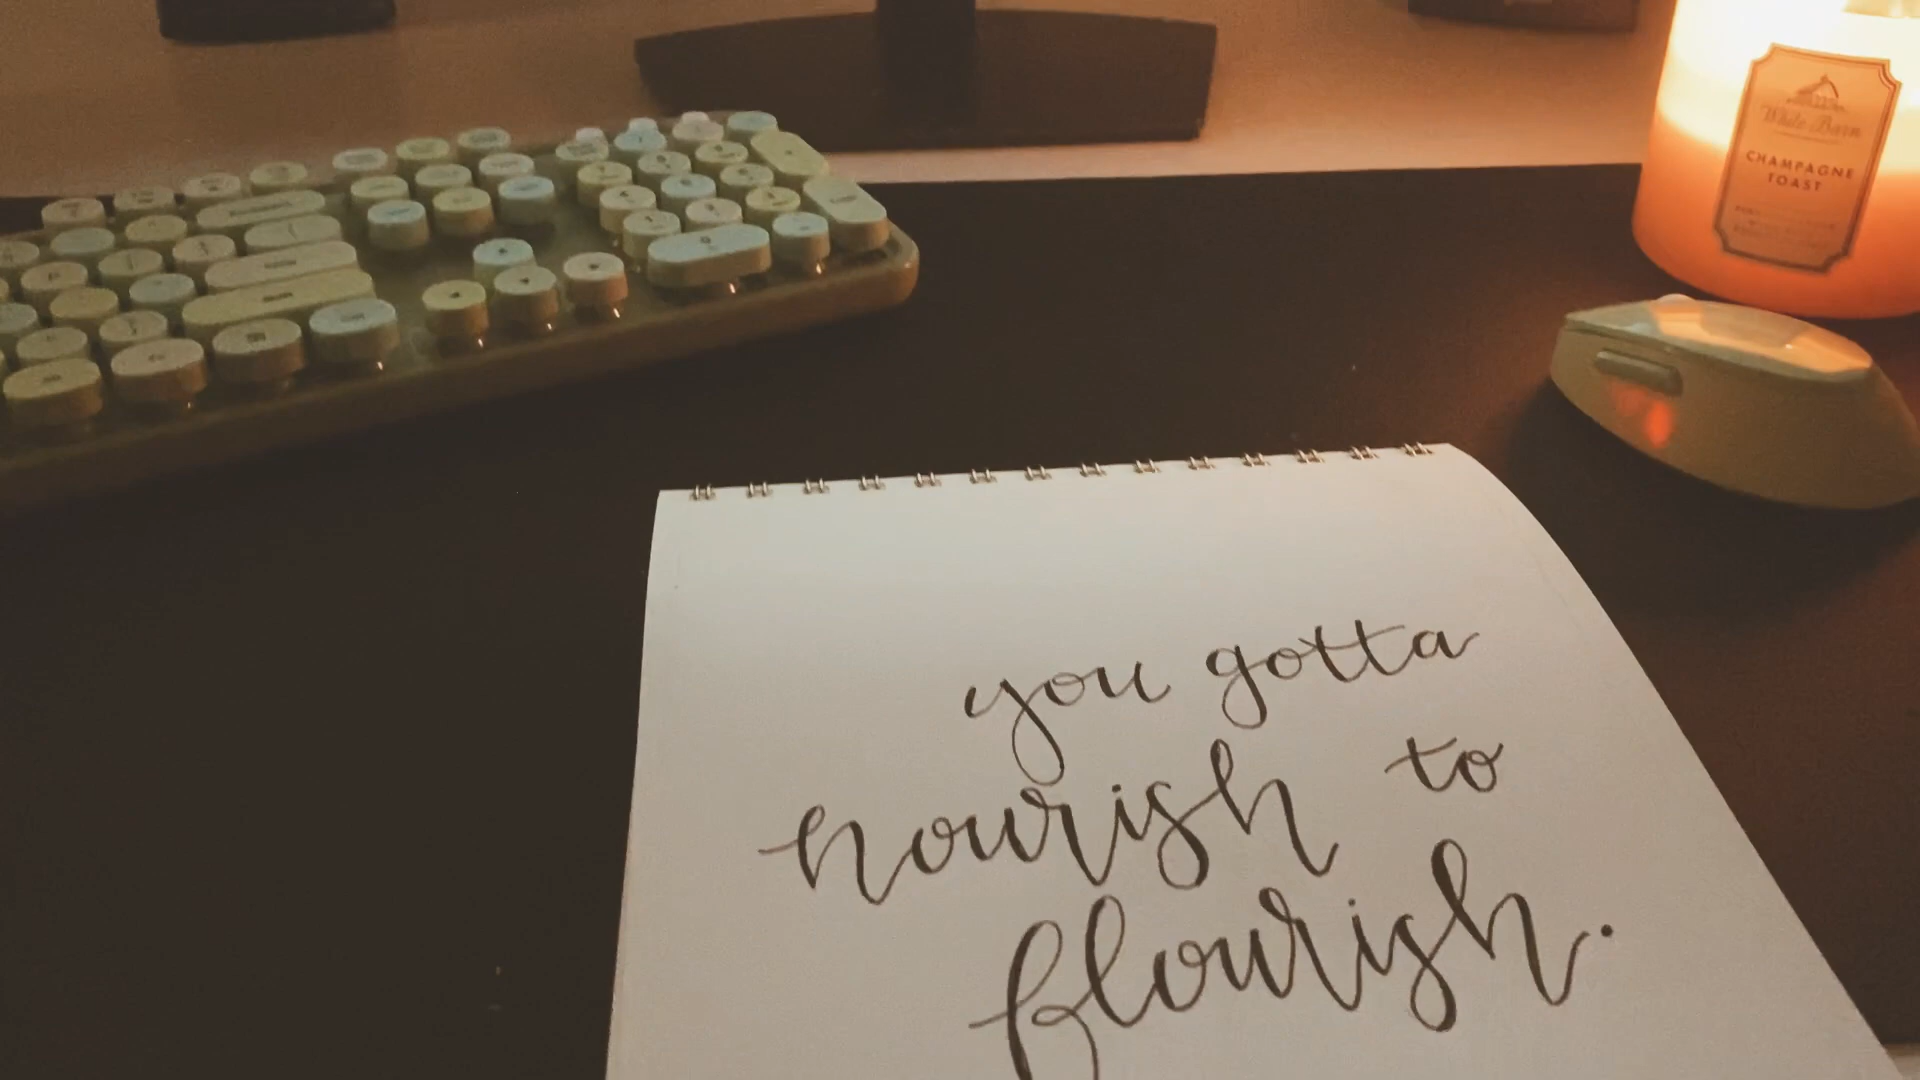 White Barn
CHAMPAGNE
TOAST
you gotta
nourish to
flourish.